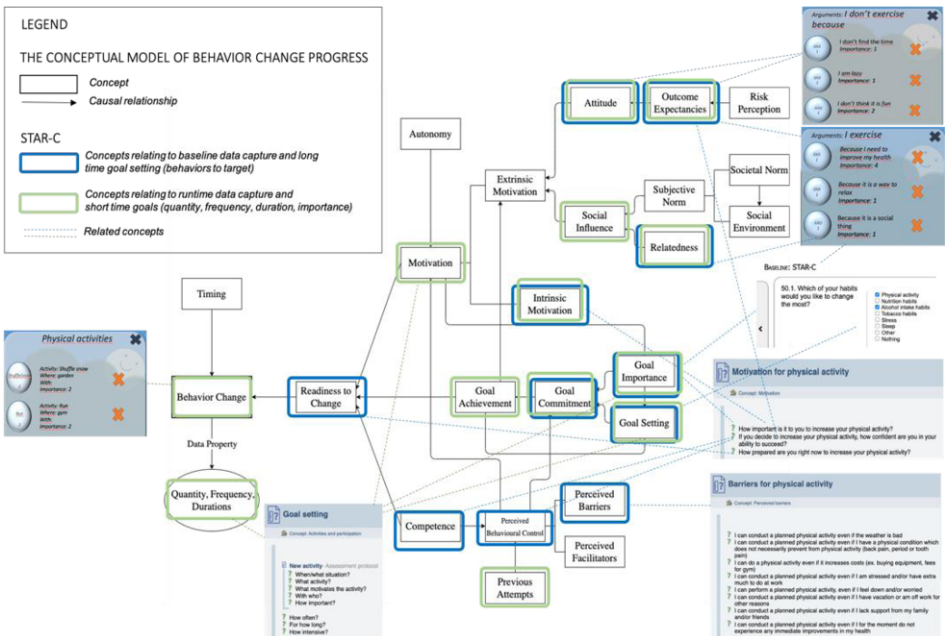 LEGEND
THE CONCEPTUAL MODEL OF BEHAVIOR CHANGE PROGRESS
Concept
Causal relationship
STAR-C
Concepts relating to baseline data capture and long
time goal setting (behaviors to target)
Concepts relating to runtime data capture and
short time goals (quantity, frequency, duration, importance)
Related concepts
Arguments: I don't exercise
because
I don't find the time
Importance: 1
I am lazy
Importance: 1
I don't think it is fun
Importance: 2
Arguments: I exercise
Because I need to
improve my health
Importance: 4
Because it is a way to
relax
Importance: 1
Because it is a social
thing
Importance: 1
Attitude
Outcome
Expectancies
Risk
Perception
Autonomy
Extrinsic
Motivation
Subjective
Norm
Societal Norm
Social
Influence
Social
Environment
Relatedness
Motivation
Intrinsic
Motivation
Timing
BASELINE: STAR-C
50.1. Which of your habits
would you like to change
the most?
Physical activity
Nutrition habits
Alcohol intake habits
Tobacco habits
Stress
Sleep
Other
Nothing
Physical activities
Activity: Shuffle snow
Where: garden
With:
Importance: 2
Where: gym
With:
Importance: 2
Behavior Change
Readiness to
Change
Goal
Achievement
Goal
Commitment
Goal
Importance
Goal Setting
Data Property
Quantity, Frequency,
Durations
Motivation for physical activity
Concept: Motivation
? How important is it to you to increase your physical activity?
? If you decide to increase your physical activity, how confident are you in your
ability to succeed?
? How prepared are you right now to increase your physical activity?
Goal setting
Concept: Activities and participation
New activity Assessment protocol
? When/what situation?
? What activity?
? What motivates the activity?
? With who?
? How important?
? How often?
? For how long?
? How intensive?
Competence
Perceived
Behavioural Control
Perceived
Barriers
Perceived
Facilitators
Previous
Attempts
Barriers for physical activity
Concept: Perceived barriers
? I can conduct a planned physical activity even if the weather is bad
? I can conduct a planned physical activity even if I have a physical condition which
does not necessarily prevent from physical activity (back pain, period or tooth
pain)
? I can do a physical activity even if it increases costs (ex. buying equipment, fees
for gym)
? I can conduct a planned physical activity even if I am stressed and/or have extra
much to do at work
? I can perform a planned physical activity, even if I feel down and/or worried
? I can conduct a planned physical activity even if I have vacation or am off work for
other reasons
? I can conduct a planned physical activity even if I lack support from my family
and/or friends
? I can conduct a planned physical activity even if I for the moment do not
experience any immediate improvements in my health